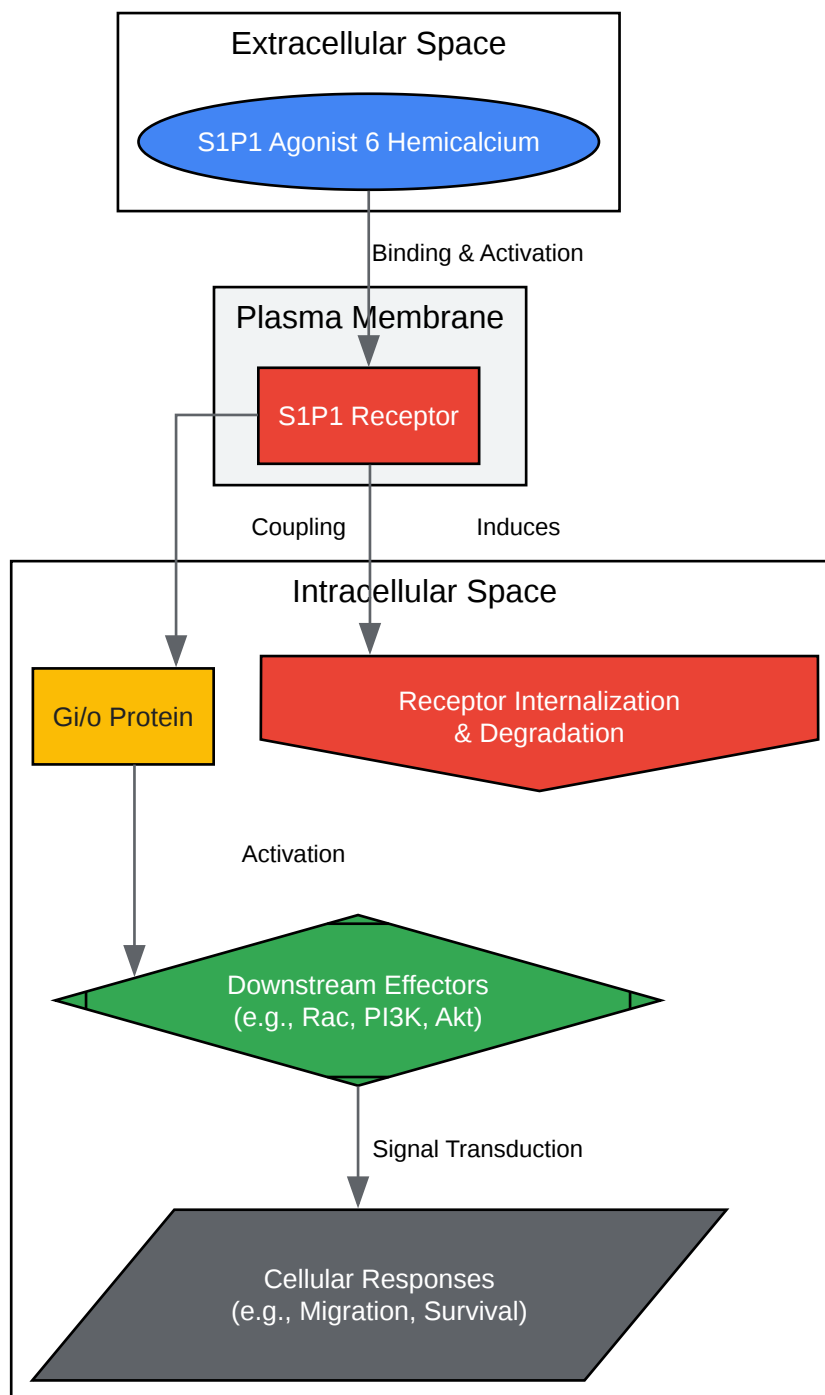 Extracellular Space
S1P1 Agonist 6 Hemicalcium
Binding & Activation
Plasma Membrane
S1P1 Receptor
Coupling
Induces
Intracellular Space
Gi/o Protein
Receptor Internalization
& Degradation
Activation
Downstream Effectors
(e.g., Rac, PI3K, Akt)
Signal Transduction
Cellular Responses
(e.g., Migration, Survival)